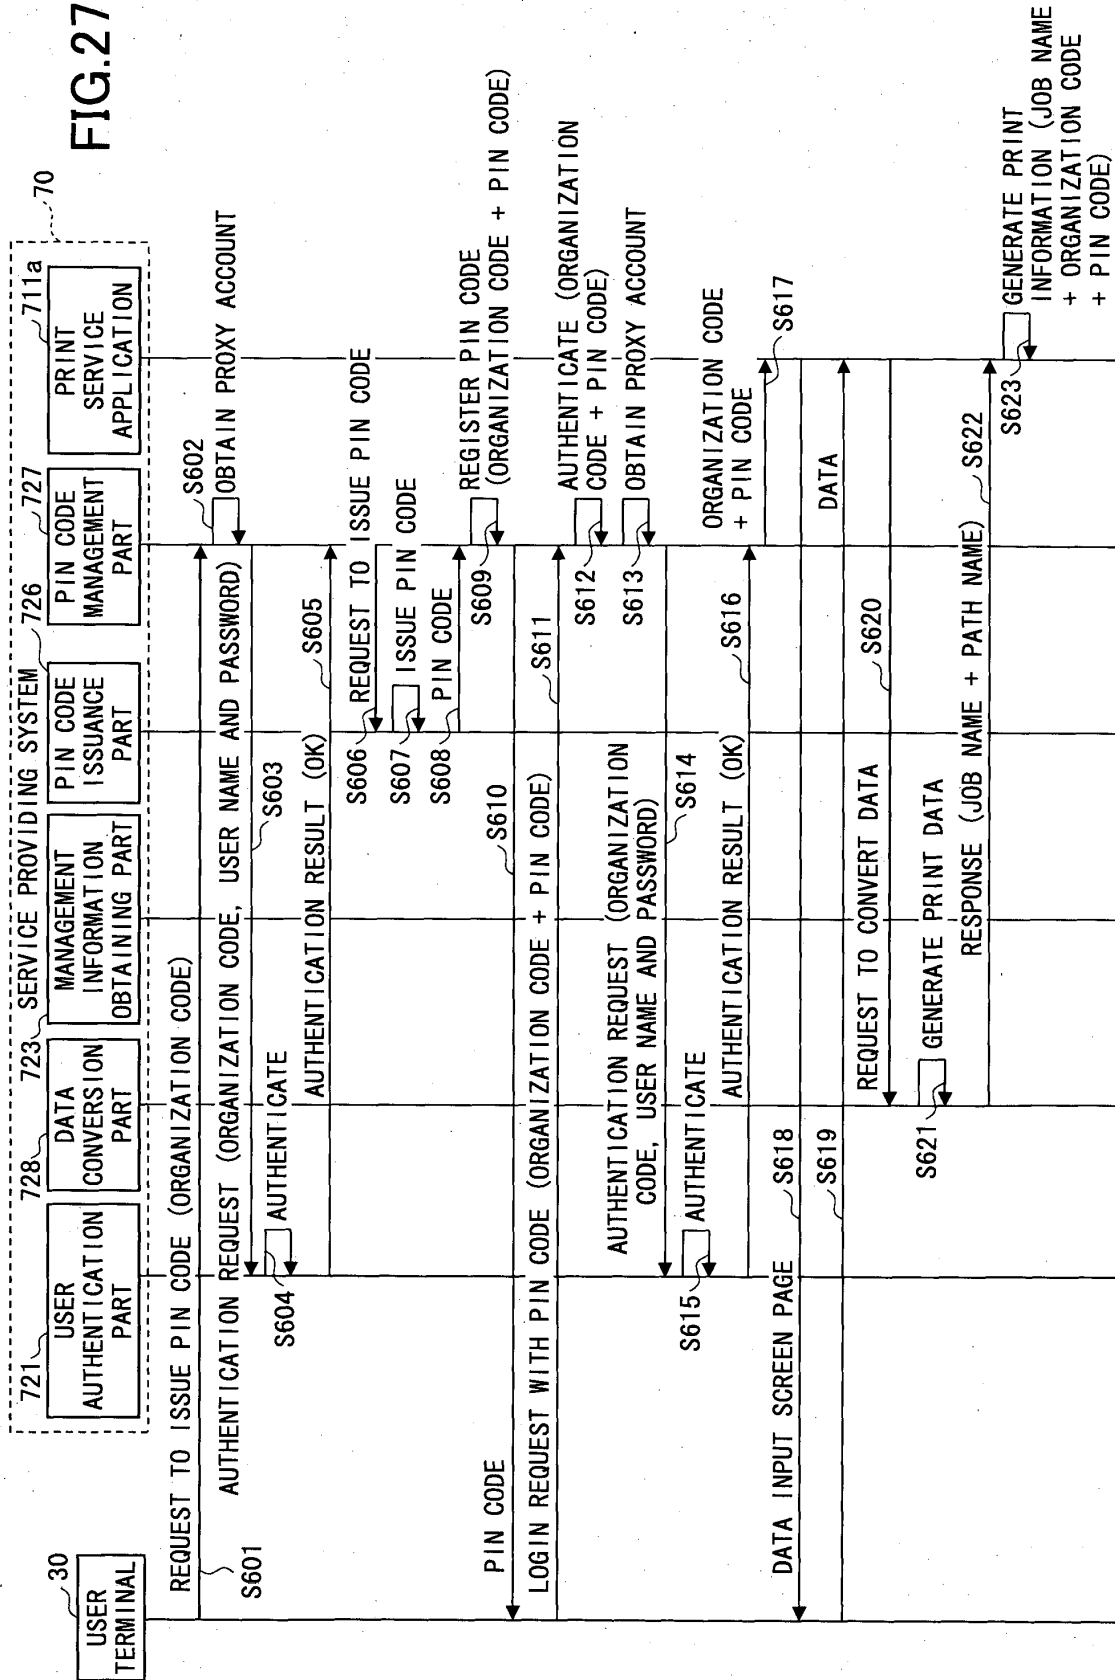 FIG.27
70
SERVICE PROVIDING SYSTEM
30
USER
TERMINAL
721
USER
AUTHENTICATION
PART
728
DATA
CONVERSION
PART
723
MANAGEMENT
INFORMATION
OBTAINING PART
726
PIN CODE
ISSUANCE
PART
727
PIN CODE
MANAGEMENT
PART
711a
PRINT
SERVICE
APPLICATION
REQUEST TO ISSUE PIN CODE (ORGANIZATION CODE)
S601
S602
OBTAIN PROXY ACCOUNT
AUTHENTICATION REQUEST (ORGANIZATION CODE, USER NAME AND PASSWORD)
S603
AUTHENTICATE
S604
AUTHENTICATION RESULT (OK)
S605
REQUEST TO ISSUE PIN CODE
S606
ISSUE PIN CODE
S607
PIN CODE
S608
REGISTER PIN CODE
(ORGANIZATION CODE + PIN CODE)
S609
PIN CODE
S610
LOGIN REQUEST WITH PIN CODE (ORGANIZATION CODE + PIN CODE)
S611
AUTHENTICATE (ORGANIZATION
CODE + PIN CODE)
S612
OBTAIN PROXY ACCOUNT
S613
AUTHENTICATION REQUEST (ORGANIZATION
CODE, USER NAME AND PASSWORD)
S614
AUTHENTICATE
S615
AUTHENTICATION RESULT (OK)
S616
ORGANIZATION CODE
+ PIN CODE
S617
DATA INPUT SCREEN PAGE
S618
DATA
S619
REQUEST TO CONVERT DATA
S620
GENERATE PRINT DATA
S621
RESPONSE (JOB NAME + PATH NAME)
S622
GENERATE PRINT
INFORMATION (JOB NAME
+ ORGANIZATION CODE
+ PIN CODE)
S623